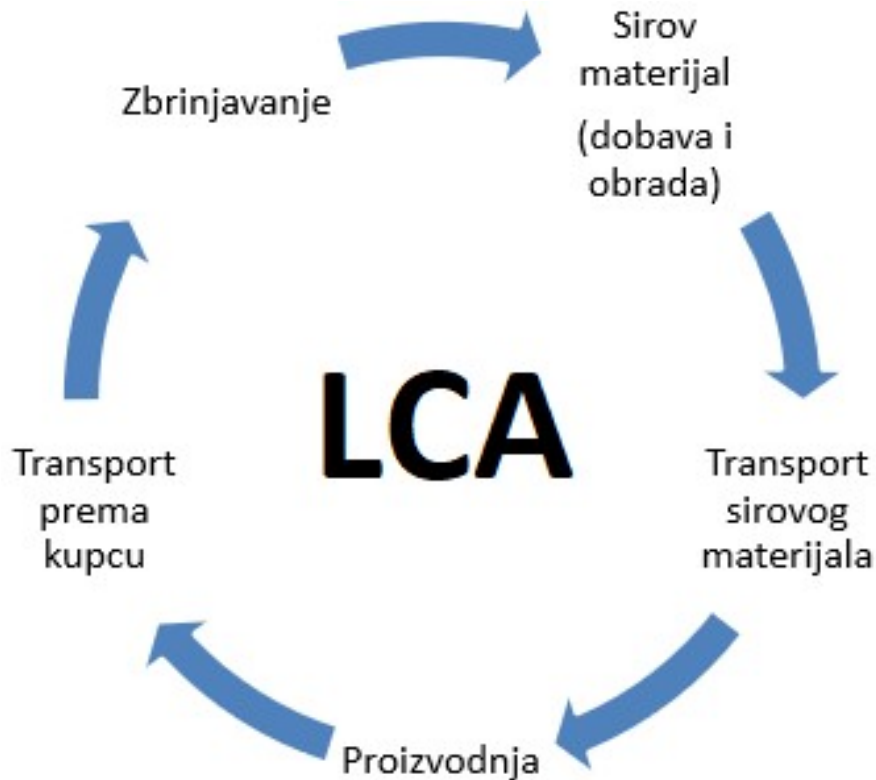 Sirov
materijal
(dobava i
obrada)
Zbrinjavanje
LCA
Transport
sirovog
materijala
Transport
prema
kupcu
Proizvodnja